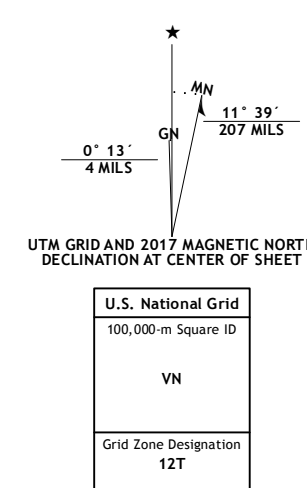 ★
MN
11° 39´
207 MILS
GN
0° 13´
4 MILS
UTM GRID AND 2017 MAGNETIC NORTH
DECLINATION AT CENTER OF SHEET
U.S. National Grid
100,000-m Square ID
VN
Grid Zone Designation
12T